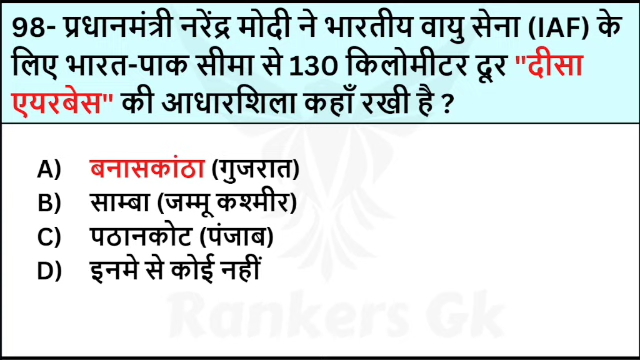 98- प्रधानमंत्री नरेंद्र मोदी ने भारतीय वायु सेना (IAF) के
लिए भारत-पाक सीमा से 130 किलोमीटर दूर "दीसा
एयरबेस" की आधारशिला कहाँ रखी है ?
A) बनासकांठा (गुजरात)
B) साम्बा (जम्मू कश्मीर)
C) पठानकोट (पंजाब)
D) इनमे से कोई नहीं
Rankers Gk